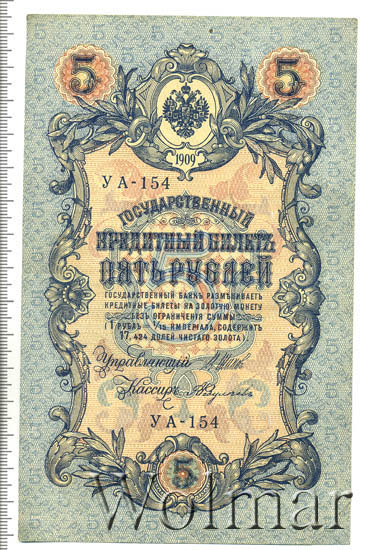 5 5
1909
УА-154
ГОСУДАРСТВЕННЫЙ
КРЕДИТНЫЙ БИЛЕТЪ
ПЯТЬ РУБЛЕЙ
ГОСУДАРСТВЕННЫЙ БАНКЪ РАЗМѢНИВАЕТЪ
КРЕДИТНЫЕ БИЛЕТЫ НА ЗОЛОТУЮ МОНЕТУ
БЕЗЪ ОГРАНИЧЕНІЯ СУММЫ
(1 РУБЛЬ = 1/15 ИМПЕРІАЛА, СОДЕРЖИТЪ
17,424 ДОЛЕЙ ЧИСТАГО ЗОЛОТА).
Управляющій
Кассиръ
УА-154
5
Wolmar